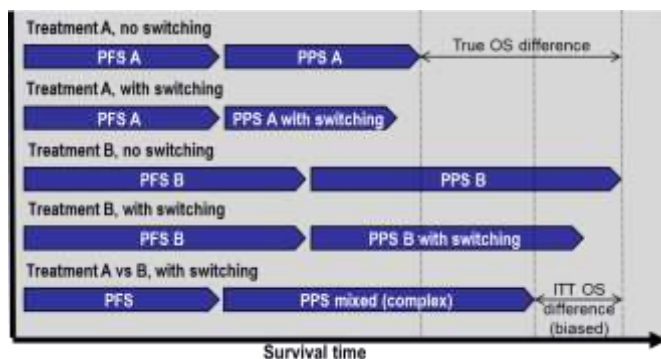 Treatment A, no switching
PFS A
PPS A
True OS difference
Treatment A, with switching
PFS A
PPS A with switching
Treatment B, no switching
PFS B
PPS B
Treatment B, with switching
PFS B
PPS B with switching
Treatment A vs B, with switching
PFS
PPS mixed (complex)
ITT OS
difference
(biased)
Survival time